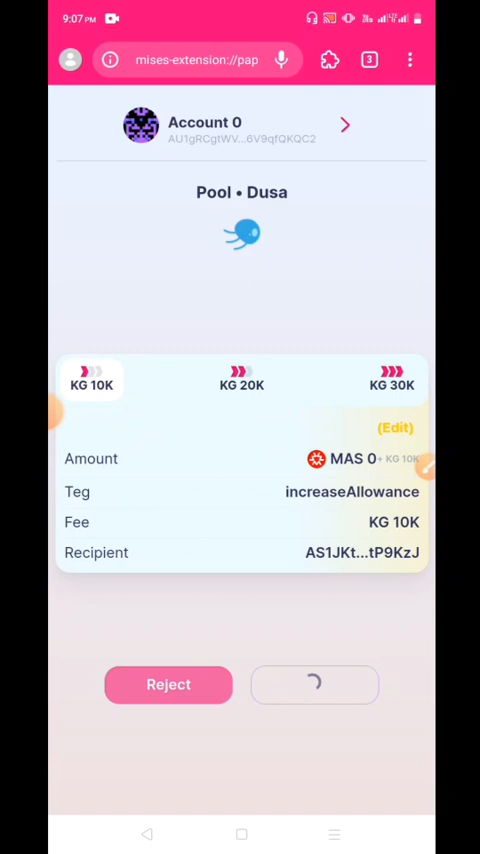 9:07 PM
mises-extension://pap
3
Account 0
AU1gRCgtWV...6V9qfQKQC2
Pool • Dusa
KG 10K
KG 20K
KG 30K
(Edit)
Amount MAS 0 + KG 10K
Teg increaseAllowance
Fee KG 10K
Recipient AS1JKt...tP9KzJ
Reject